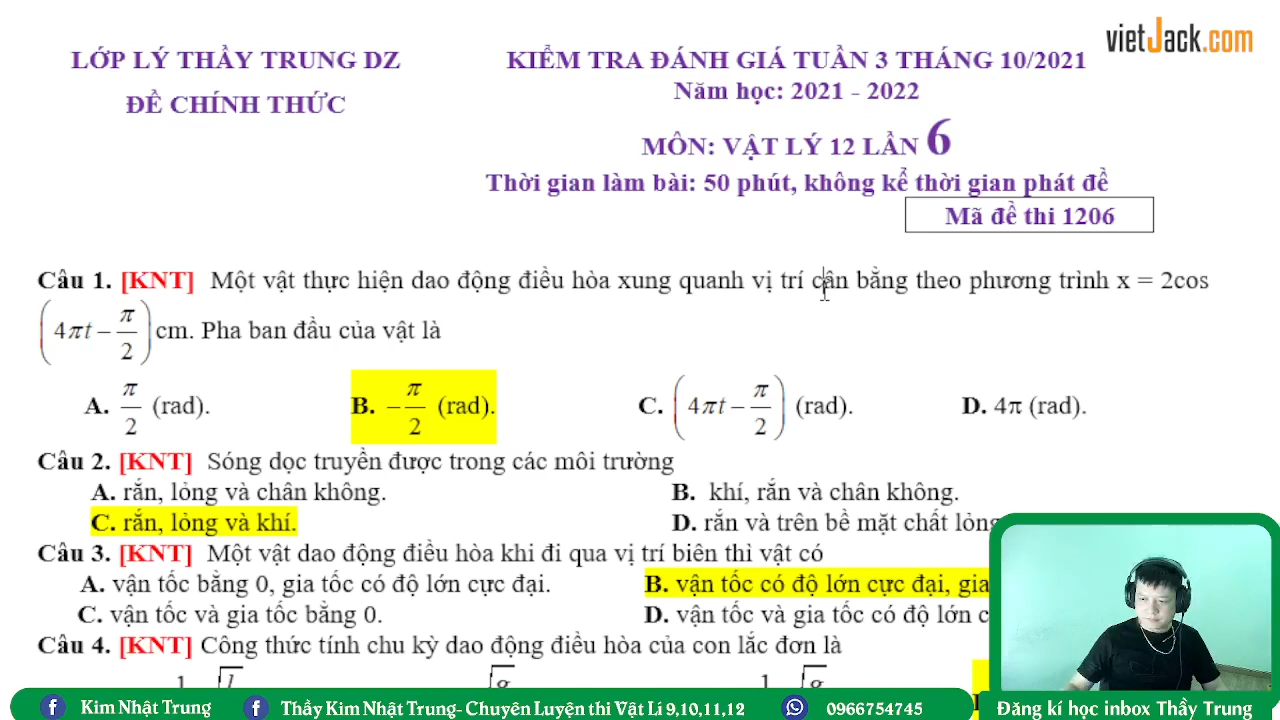 vietJack.com
LỚP LÝ THẦY TRUNG DZ
ĐỀ CHÍNH THỨC
KIỂM TRA ĐÁNH GIÁ TUẦN 3 THÁNG 10/2021
Năm học: 2021 - 2022
MÔN: VẬT LÝ 12 LẦN 6
Thời gian làm bài: 50 phút, không kể thời gian phát đề
Mã đề thi 1206
Câu 1. [KNT] Một vật thực hiện dao động điều hòa xung quanh vị trí cân bằng theo phương trình x = 2cos
(4πt − π/2) cm. Pha ban đầu của vật là
A. π/2 (rad). B. −π/2 (rad). C. (4πt − π/2) (rad). D. 4π (rad).
Câu 2. [KNT] Sóng dọc truyền được trong các môi trường
A. rắn, lỏng và chân không. B. khí, rắn và chân không.
C. rắn, lỏng và khí. D. rắn và trên bề mặt chất lỏng
Câu 3. [KNT] Một vật dao động điều hòa khi đi qua vị trí biên thì vật có
A. vận tốc bằng 0, gia tốc có độ lớn cực đại. B. vận tốc có độ lớn cực đại, gia
C. vận tốc và gia tốc bằng 0. D. vận tốc và gia tốc có độ lớn c
Câu 4. [KNT] Công thức tính chu kỳ dao động điều hòa của con lắc đơn là
Kim Nhật Trung Thầy Kim Nhật Trung- Chuyên Luyện thi Vật Lí 9,10,11,12 0966754745 Đăng kí học inbox Thầy Trung